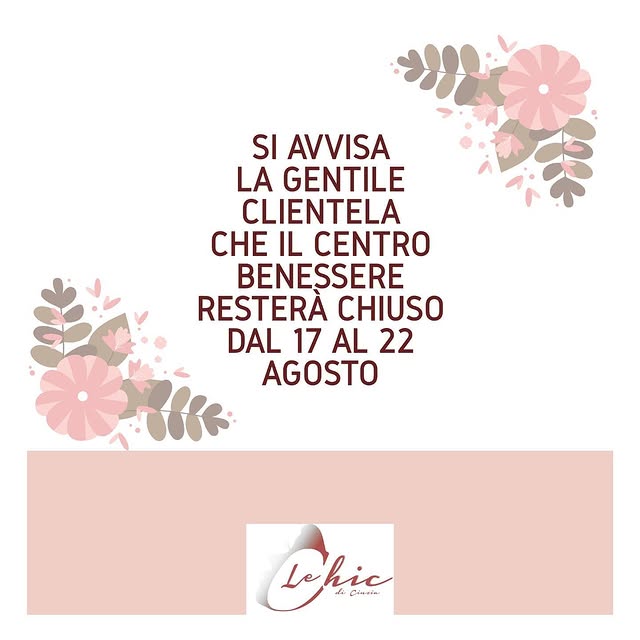 SI AVVISA
LA GENTILE
CLIENTELA
CHE IL CENTRO
BENESSERE
RESTERÀ CHIUSO
DAL 17 AL 22
AGOSTO
Le Chic
di Cinzia